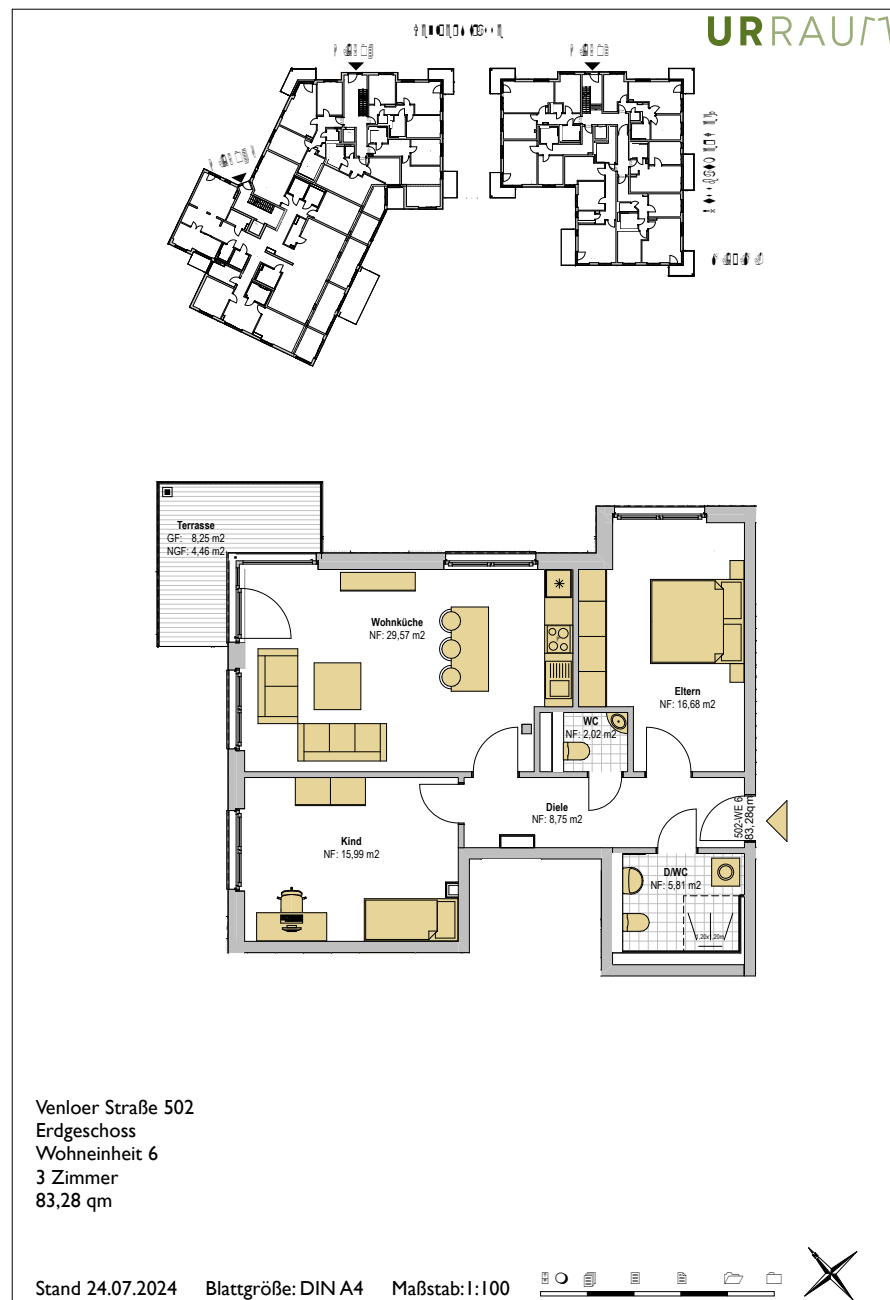 URRAUM
Terrasse
GF: 8,25 m2
NGF: 4,46 m2
Wohnküche
NF: 29,57 m2
Eltern
NF: 16,68 m2
WC
NF: 2,02 m2
Diele
NF: 8,75 m2
502-WE 6
83,28qm
Kind
NF: 15,99 m2
D/WC
NF: 5,81 m2
1,20x1,20m
Venloer Straße 502
Erdgeschoss
Wohneinheit 6
3 Zimmer
83,28 qm
Stand 24.07.2024 Blattgröße: DIN A4 Maßstab:1:100